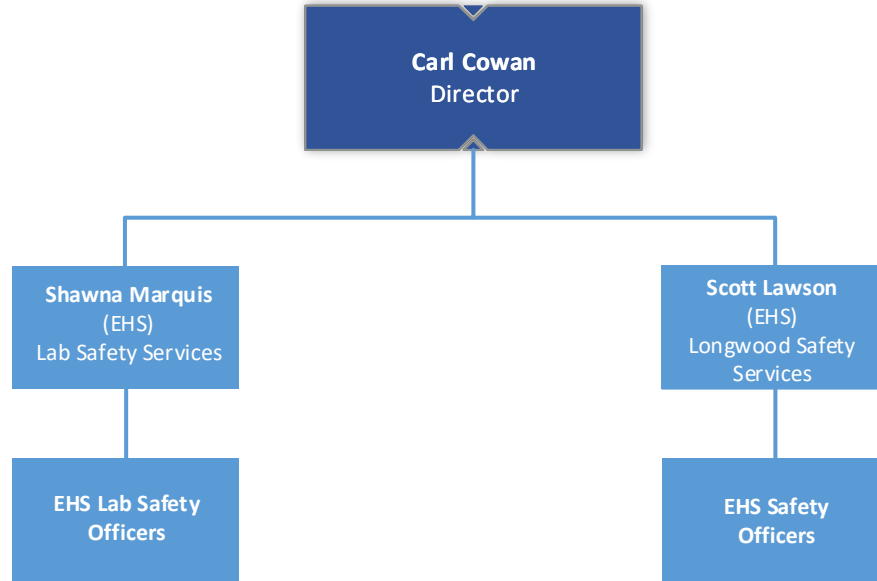 Carl Cowan
Director
Shawna Marquis
(EHS)
Lab Safety Services
Scott Lawson
(EHS)
Longwood Safety
Services
EHS Lab Safety
Officers
EHS Safety
Officers